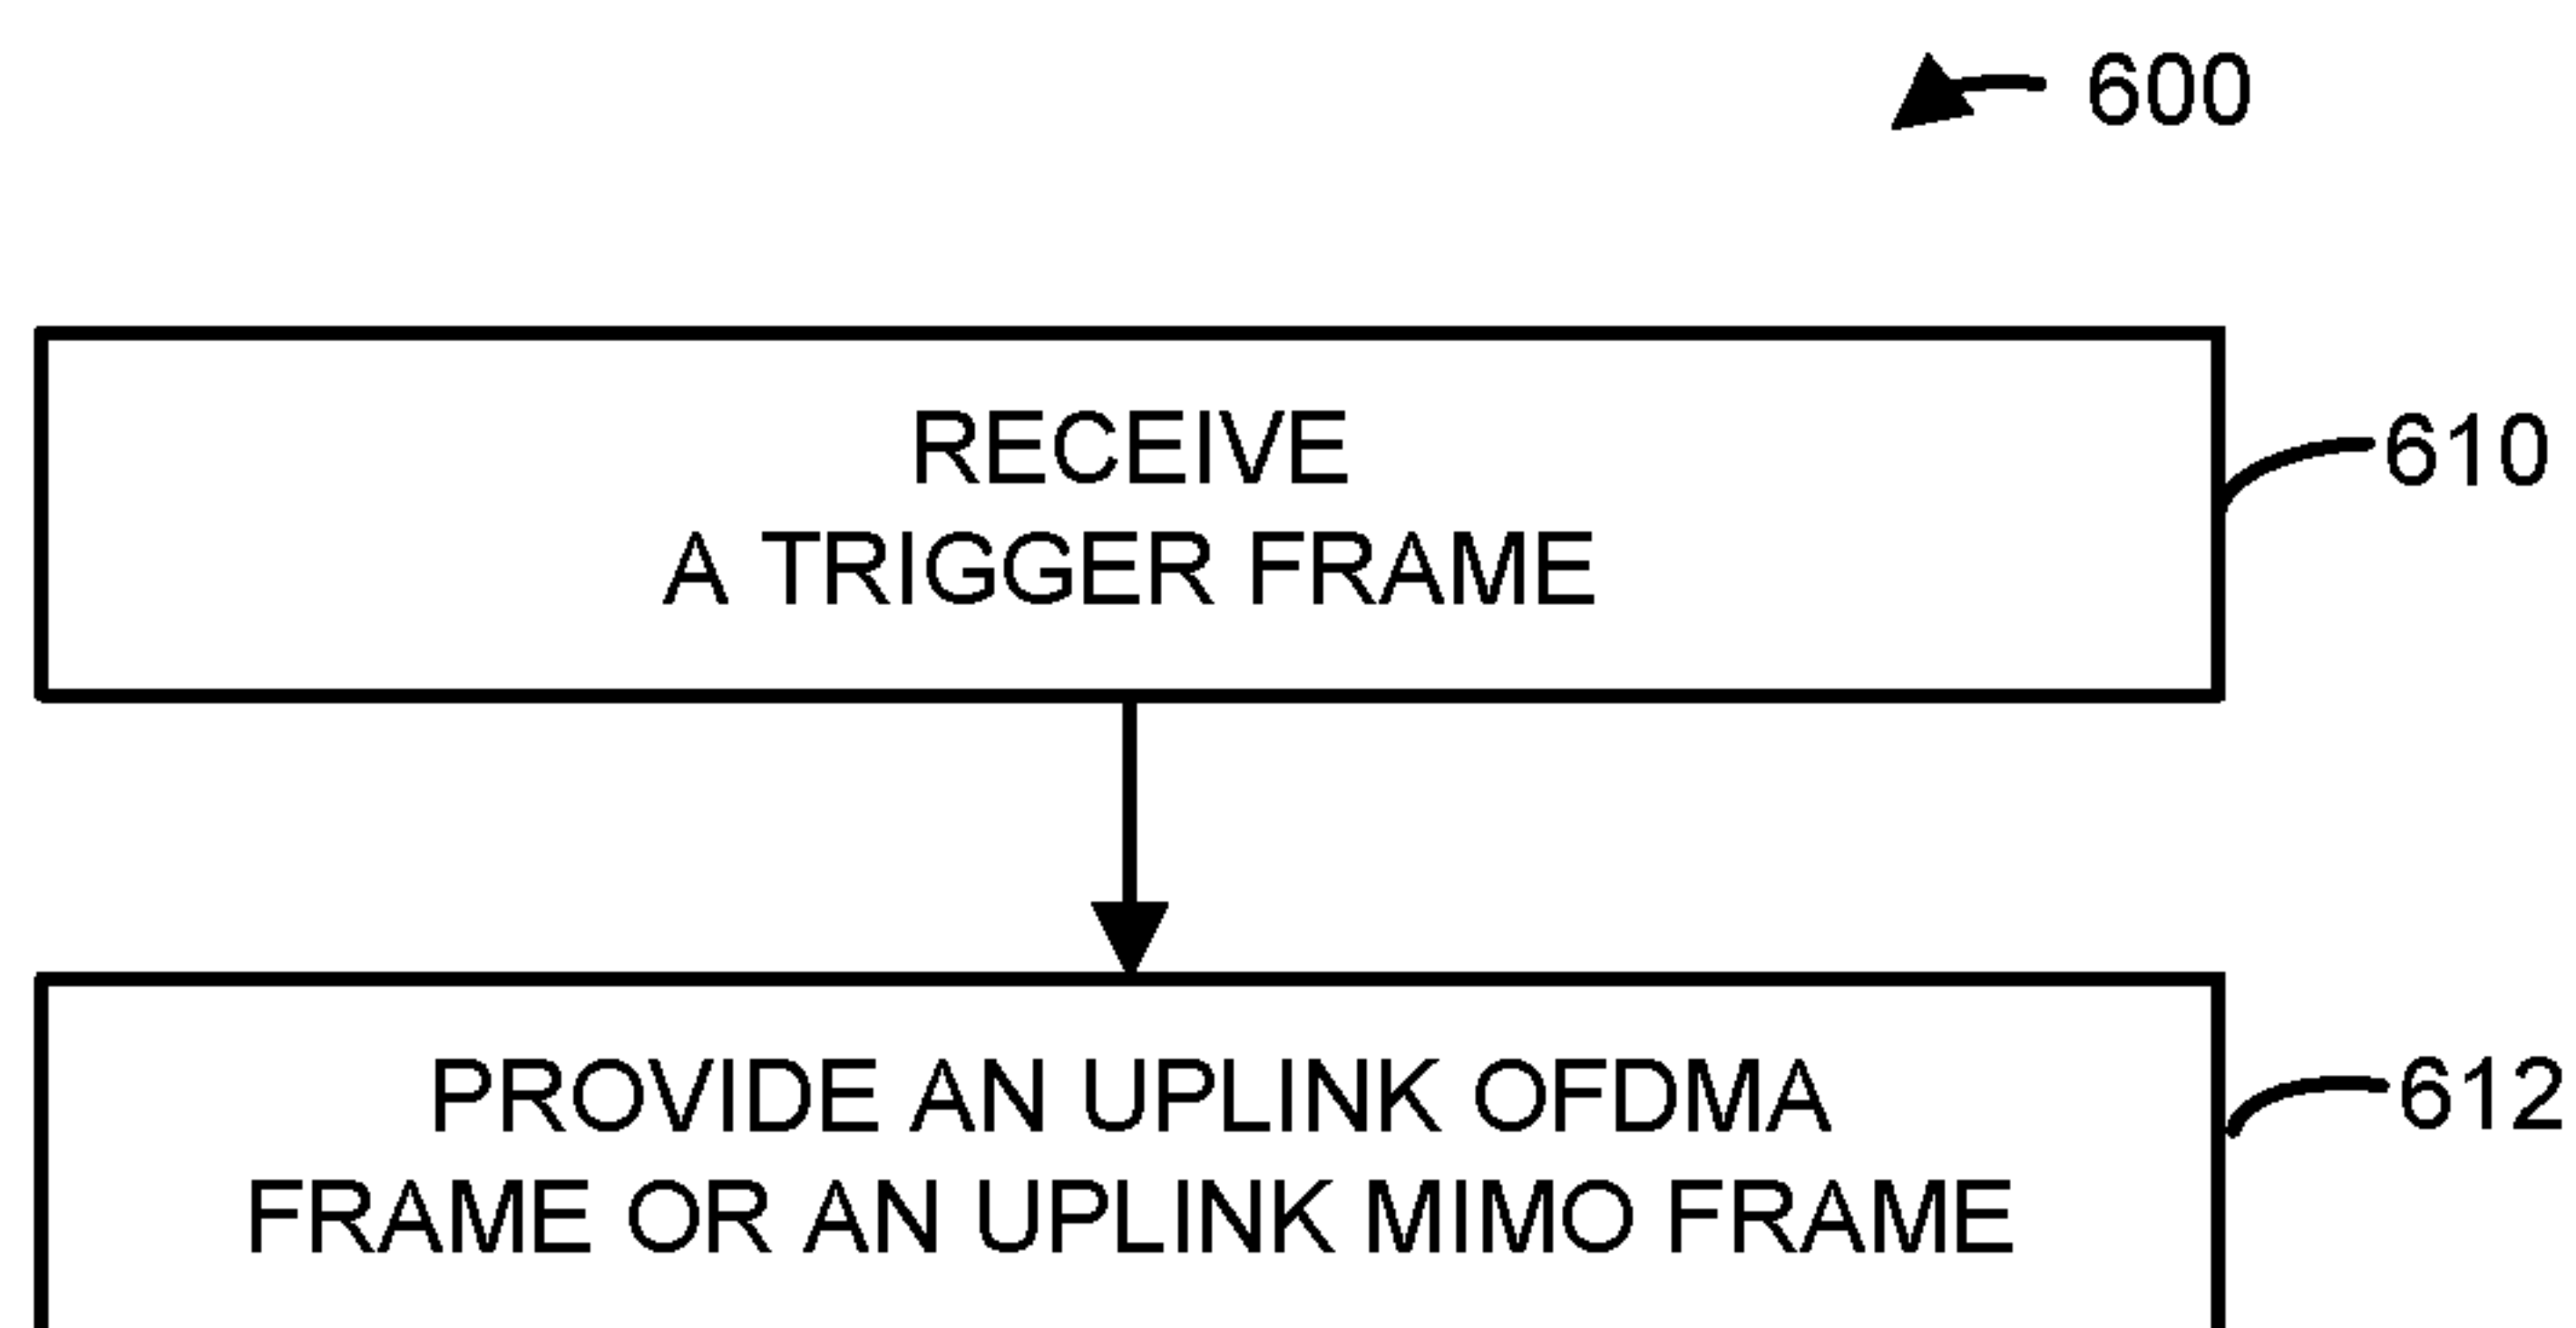 600
RECEIVE
A TRIGGER FRAME
610
PROVIDE AN UPLINK OFDMA
FRAME OR AN UPLINK MIMO FRAME
612